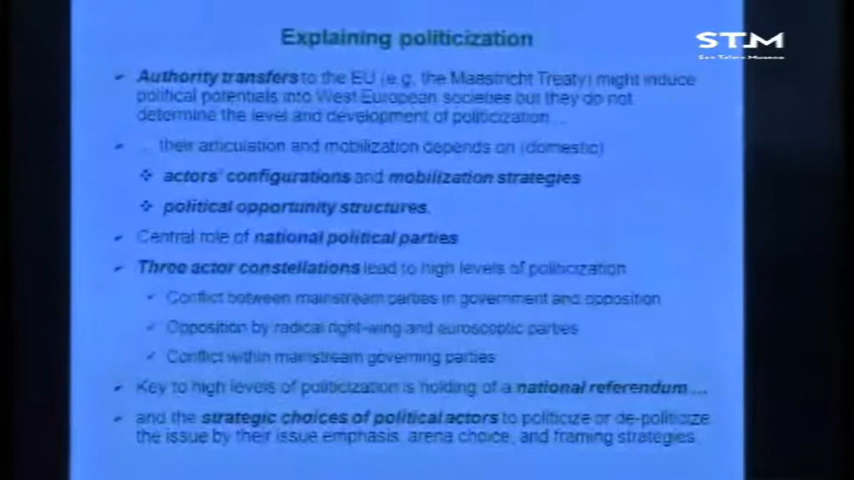 STM
San Telmo Museoa
Explaining politicization
Authority transfers to the EU (e.g. the Maastricht Treaty) might induce
political potentials into West European societies but they do not
determine the level and development of politicization...
... their articulation and mobilization depends on (domestic)
actors' configurations and mobilization strategies
political opportunity structures.
Central role of national political parties
Three actor constellations lead to high levels of politicization
Conflict between mainstream parties in government and opposition
Opposition by radical right-wing and eurosceptic parties
Conflict within mainstream governing parties
Key to high levels of politicization is holding of a national referendum ...
and the strategic choices of political actors to politicize or de-politicize
the issue by their issue emphasis, arena choice, and framing strategies.